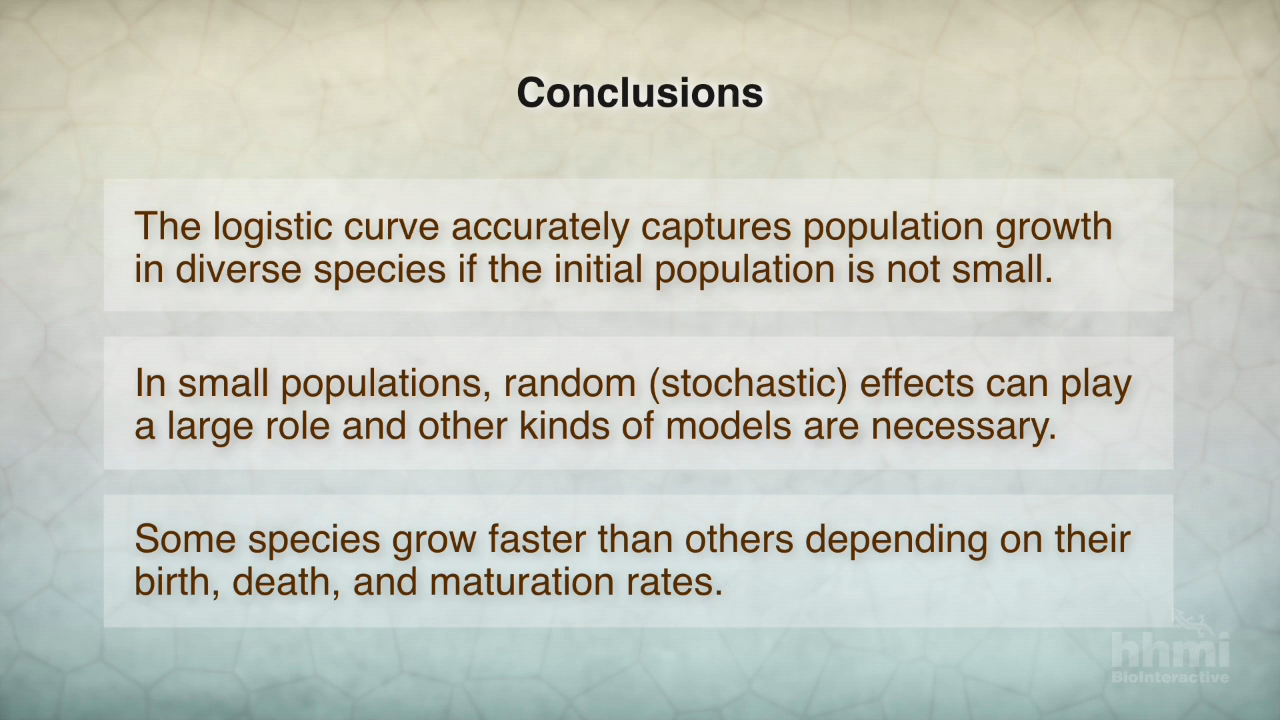 Conclusions
The logistic curve accurately captures population growth
in diverse species if the initial population is not small.
In small populations, random (stochastic) effects can play
a large role and other kinds of models are necessary.
Some species grow faster than others depending on their
birth, death, and maturation rates.
hhmi
BioInteractive